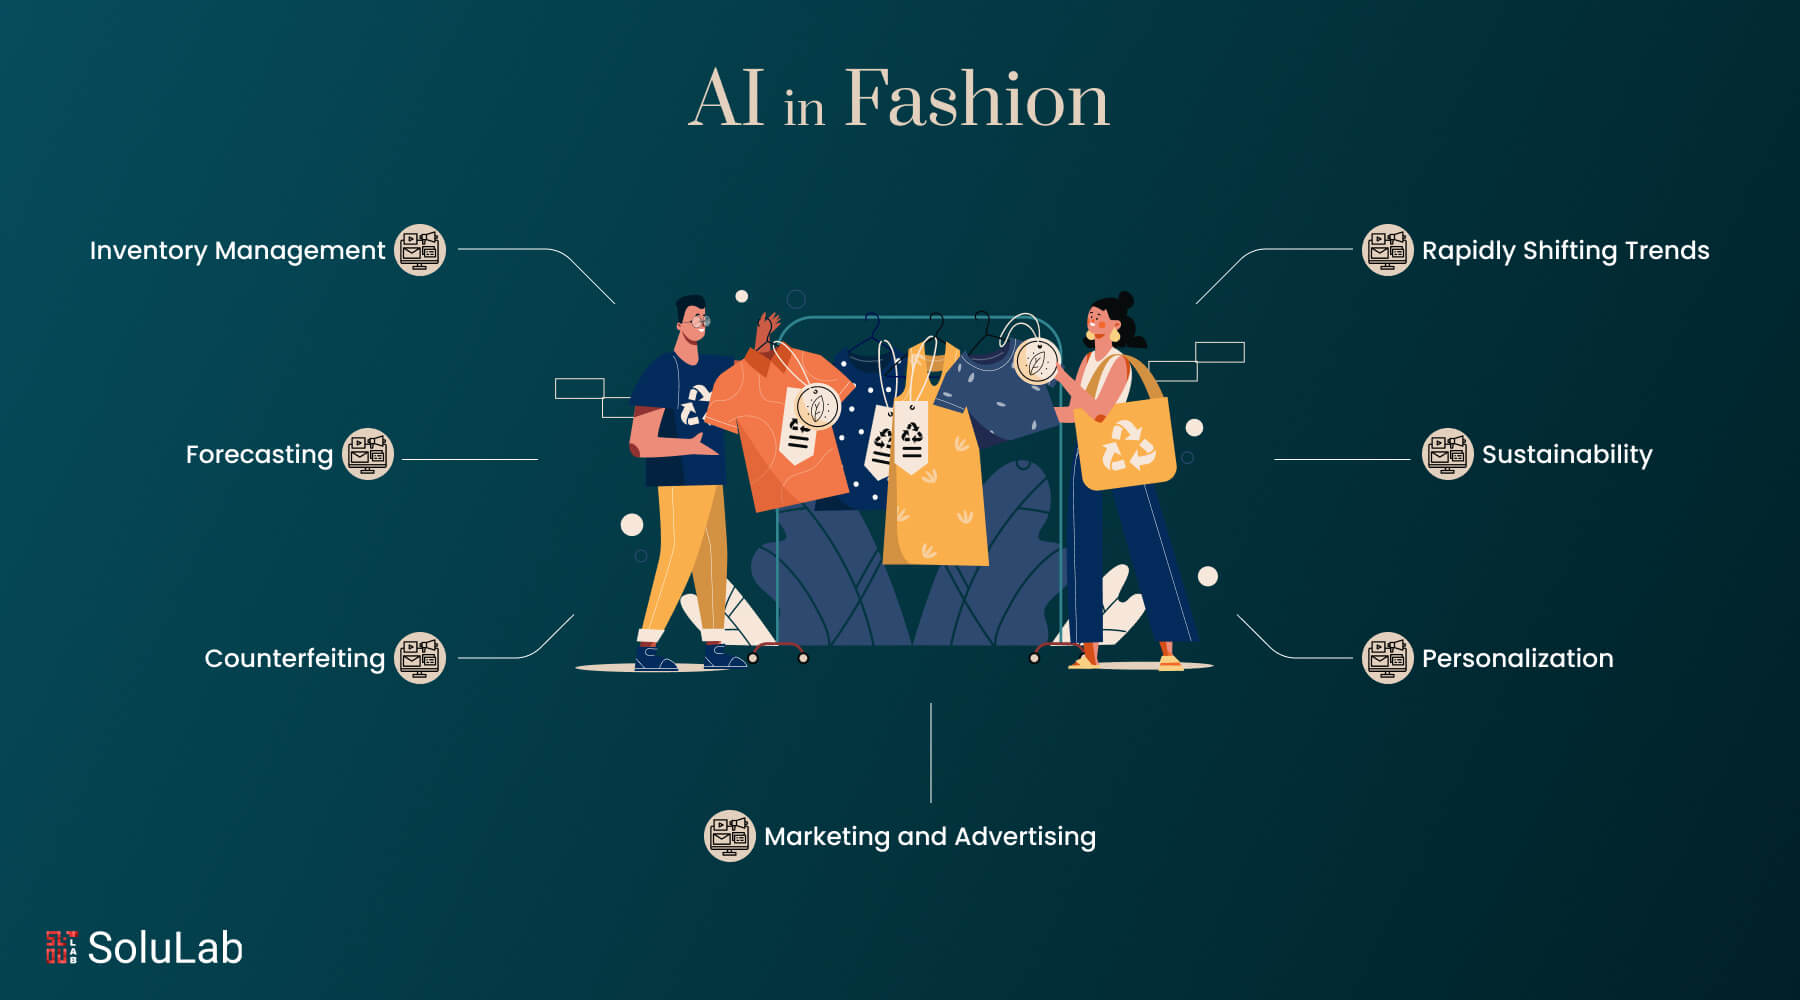 AI in Fashion
Inventory Management
Rapidly Shifting Trends
Forecasting
Sustainability
Counterfeiting
Personalization
Marketing and Advertising
SoluLab